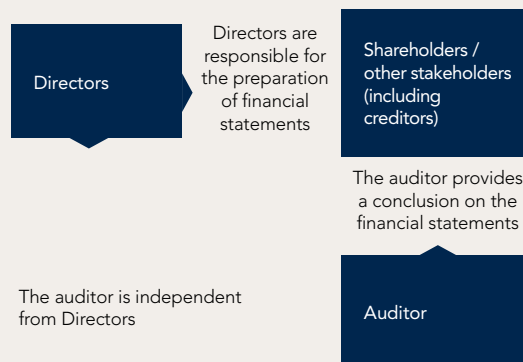 Directors
Directors are
responsible for
the preparation
of financial
statements
Shareholders /
other stakeholders
(including
creditors)
The auditor provides
a conclusion on the
financial statements
The auditor is independent
from Directors
Auditor